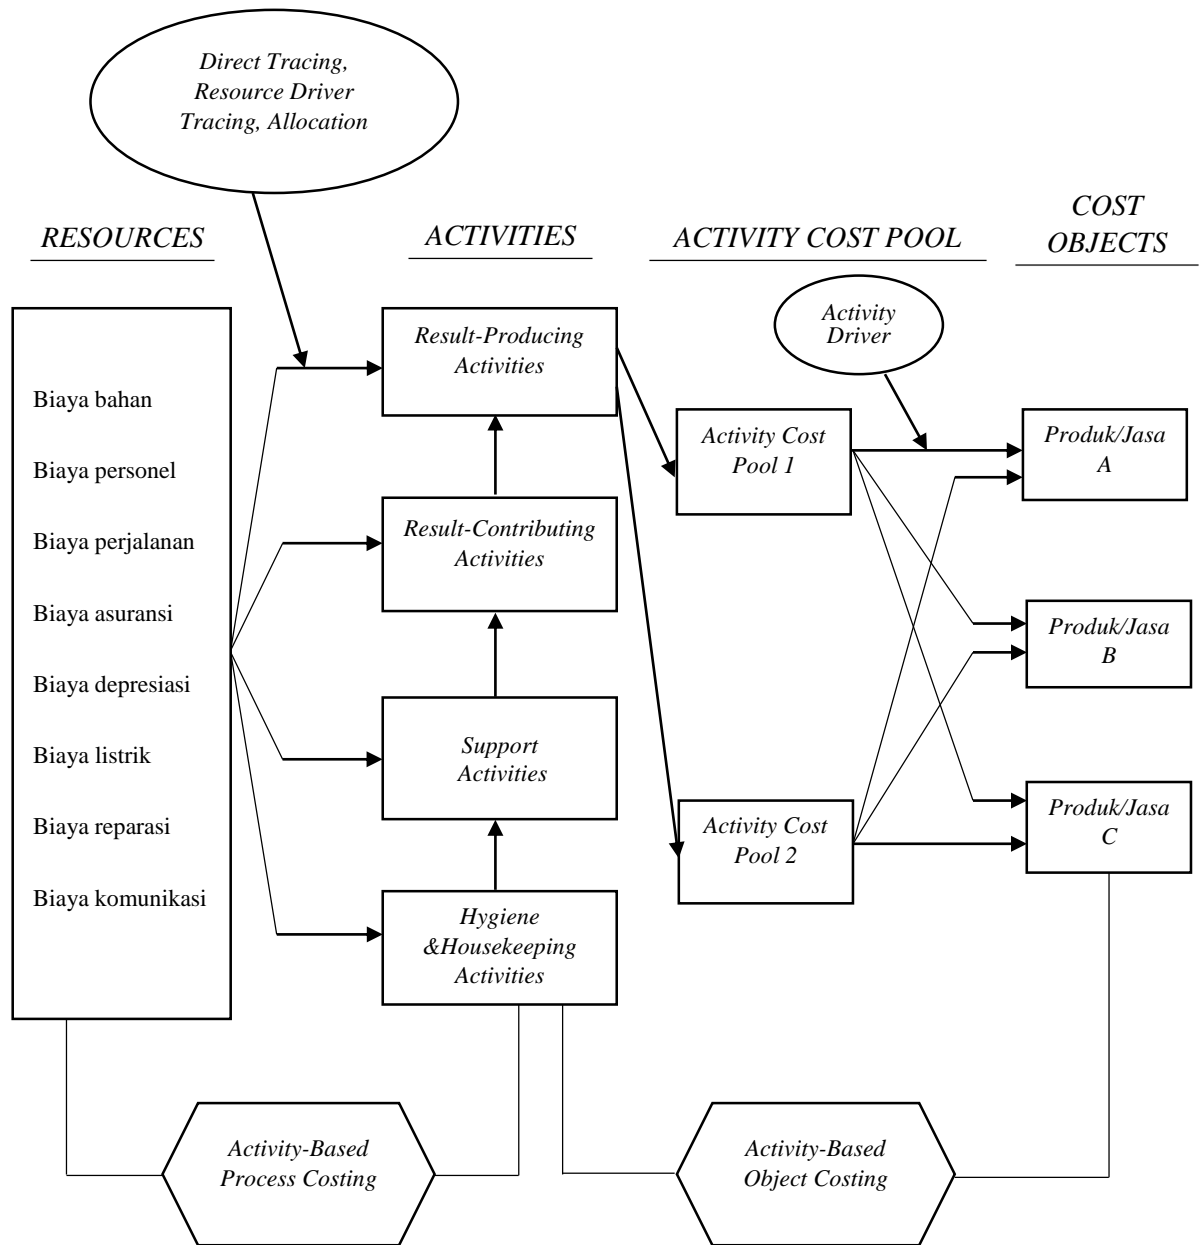 Direct Tracing,
Resource Driver
Tracing, Allocation
RESOURCES
ACTIVITIES
ACTIVITY COST POOL
COST
OBJECTS
Biaya bahan
Biaya personel
Biaya perjalanan
Biaya asuransi
Biaya depresiasi
Biaya listrik
Biaya reparasi
Biaya komunikasi
Result-Producing
Activities
Result-Contributing
Activities
Support
Activities
Hygiene
&Housekeeping
Activities
Activity
Driver
Activity Cost
Pool 1
Activity Cost
Pool 2
Produk/Jasa
A
Produk/Jasa
B
Produk/Jasa
C
Activity-Based
Process Costing
Activity-Based
Object Costing